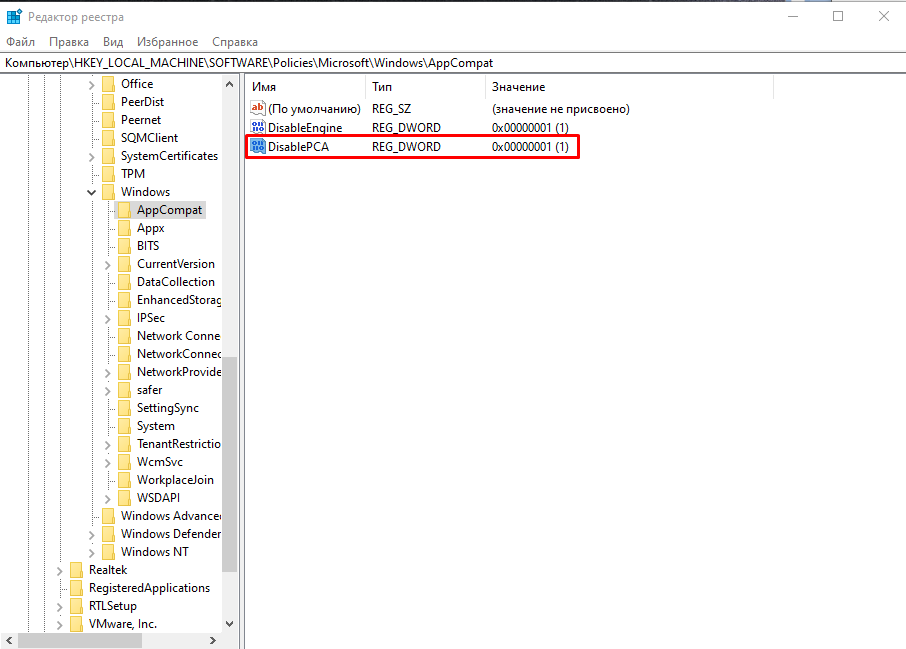 Редактор реестра
Файл Правка Вид Избранное Справка
Компьютер\HKEY_LOCAL_MACHINE\SOFTWARE\Policies\Microsoft\Windows\AppCompat
Office
PeerDist
Peernet
SQMClient
SystemCertificates
TPM
Windows
AppCompat
Appx
BITS
CurrentVersion
DataCollection
EnhancedStorag
IPSec
Network Conne
NetworkConnec
NetworkProvide
safer
SettingSync
System
TenantRestrictio
WcmSvc
WorkplaceJoin
WSDAPI
Windows Advanced
Windows Defender
Windows NT
Realtek
RegisteredApplications
RTLSetup
VMware, Inc.
Имя Тип Значение
ab (По умолчанию) REG_SZ (значение не присвоено)
DisableEngine REG_DWORD 0x00000001 (1)
DisablePCA REG_DWORD 0x00000001 (1)